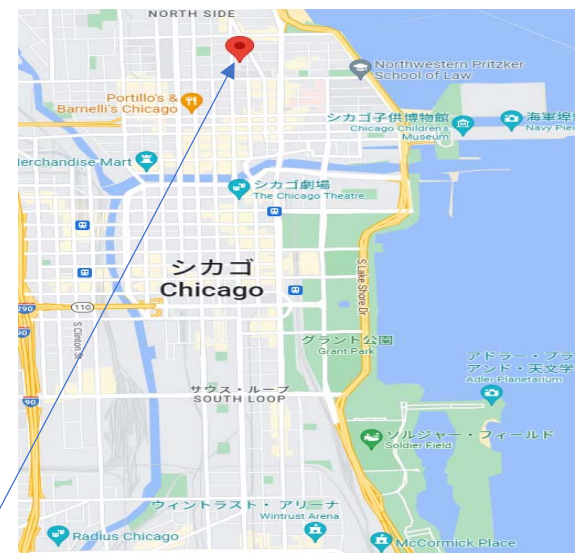 NORTH SIDE
Northwestern Pritzker
School of Law
Portillo's &
Barnelli's Chicago
シカゴ子供博物館
Chicago Children's
Museum
海軍埠
Navy Pie
erchandise Mart
シカゴ劇場
The Chicago Theatre
シカゴ
Chicago
S Lake Shore Dr
290
110
S Clinton St
グラント公園
Grant Park
アドラー・プラ
アンド・天文学
Adler Planetarium
サウス・ループ
SOUTH LOOP
90
ソルジャー・フィールド
Soldier Field
ウィントラスト・アリーナ
Wintrust Arena
Radius Chicago
McCormick Place